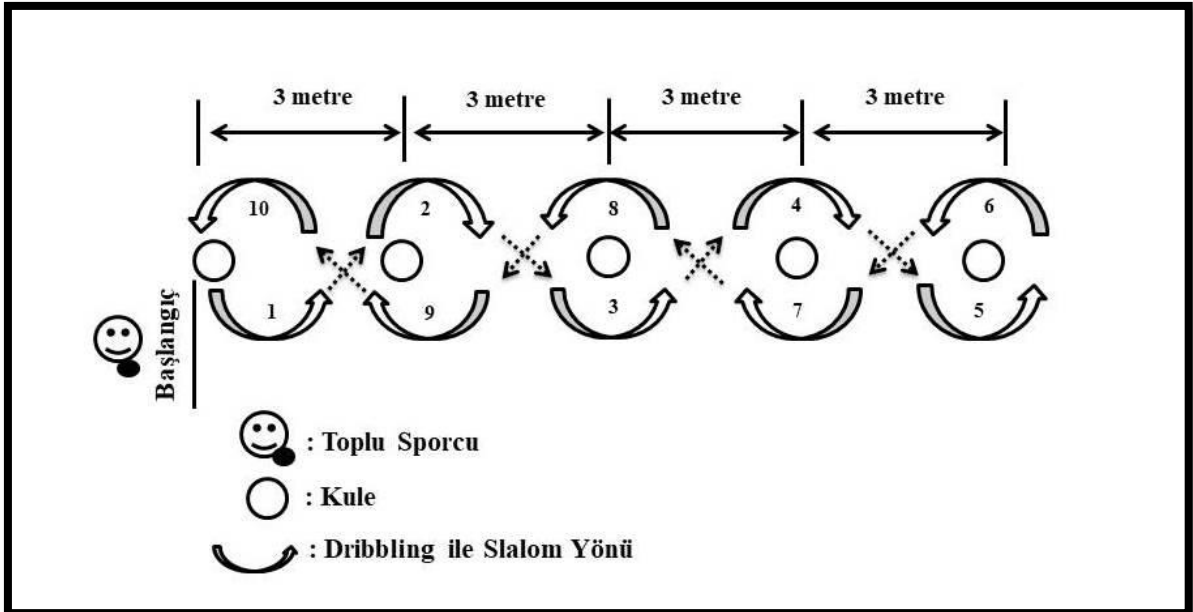 3 metre
3 metre
3 metre
3 metre
10
2
8
4
6
1
9
3
7
5
Başlangıç
: Toplu Sporcu
: Kule
: Dribbling ile Slalom Yönü